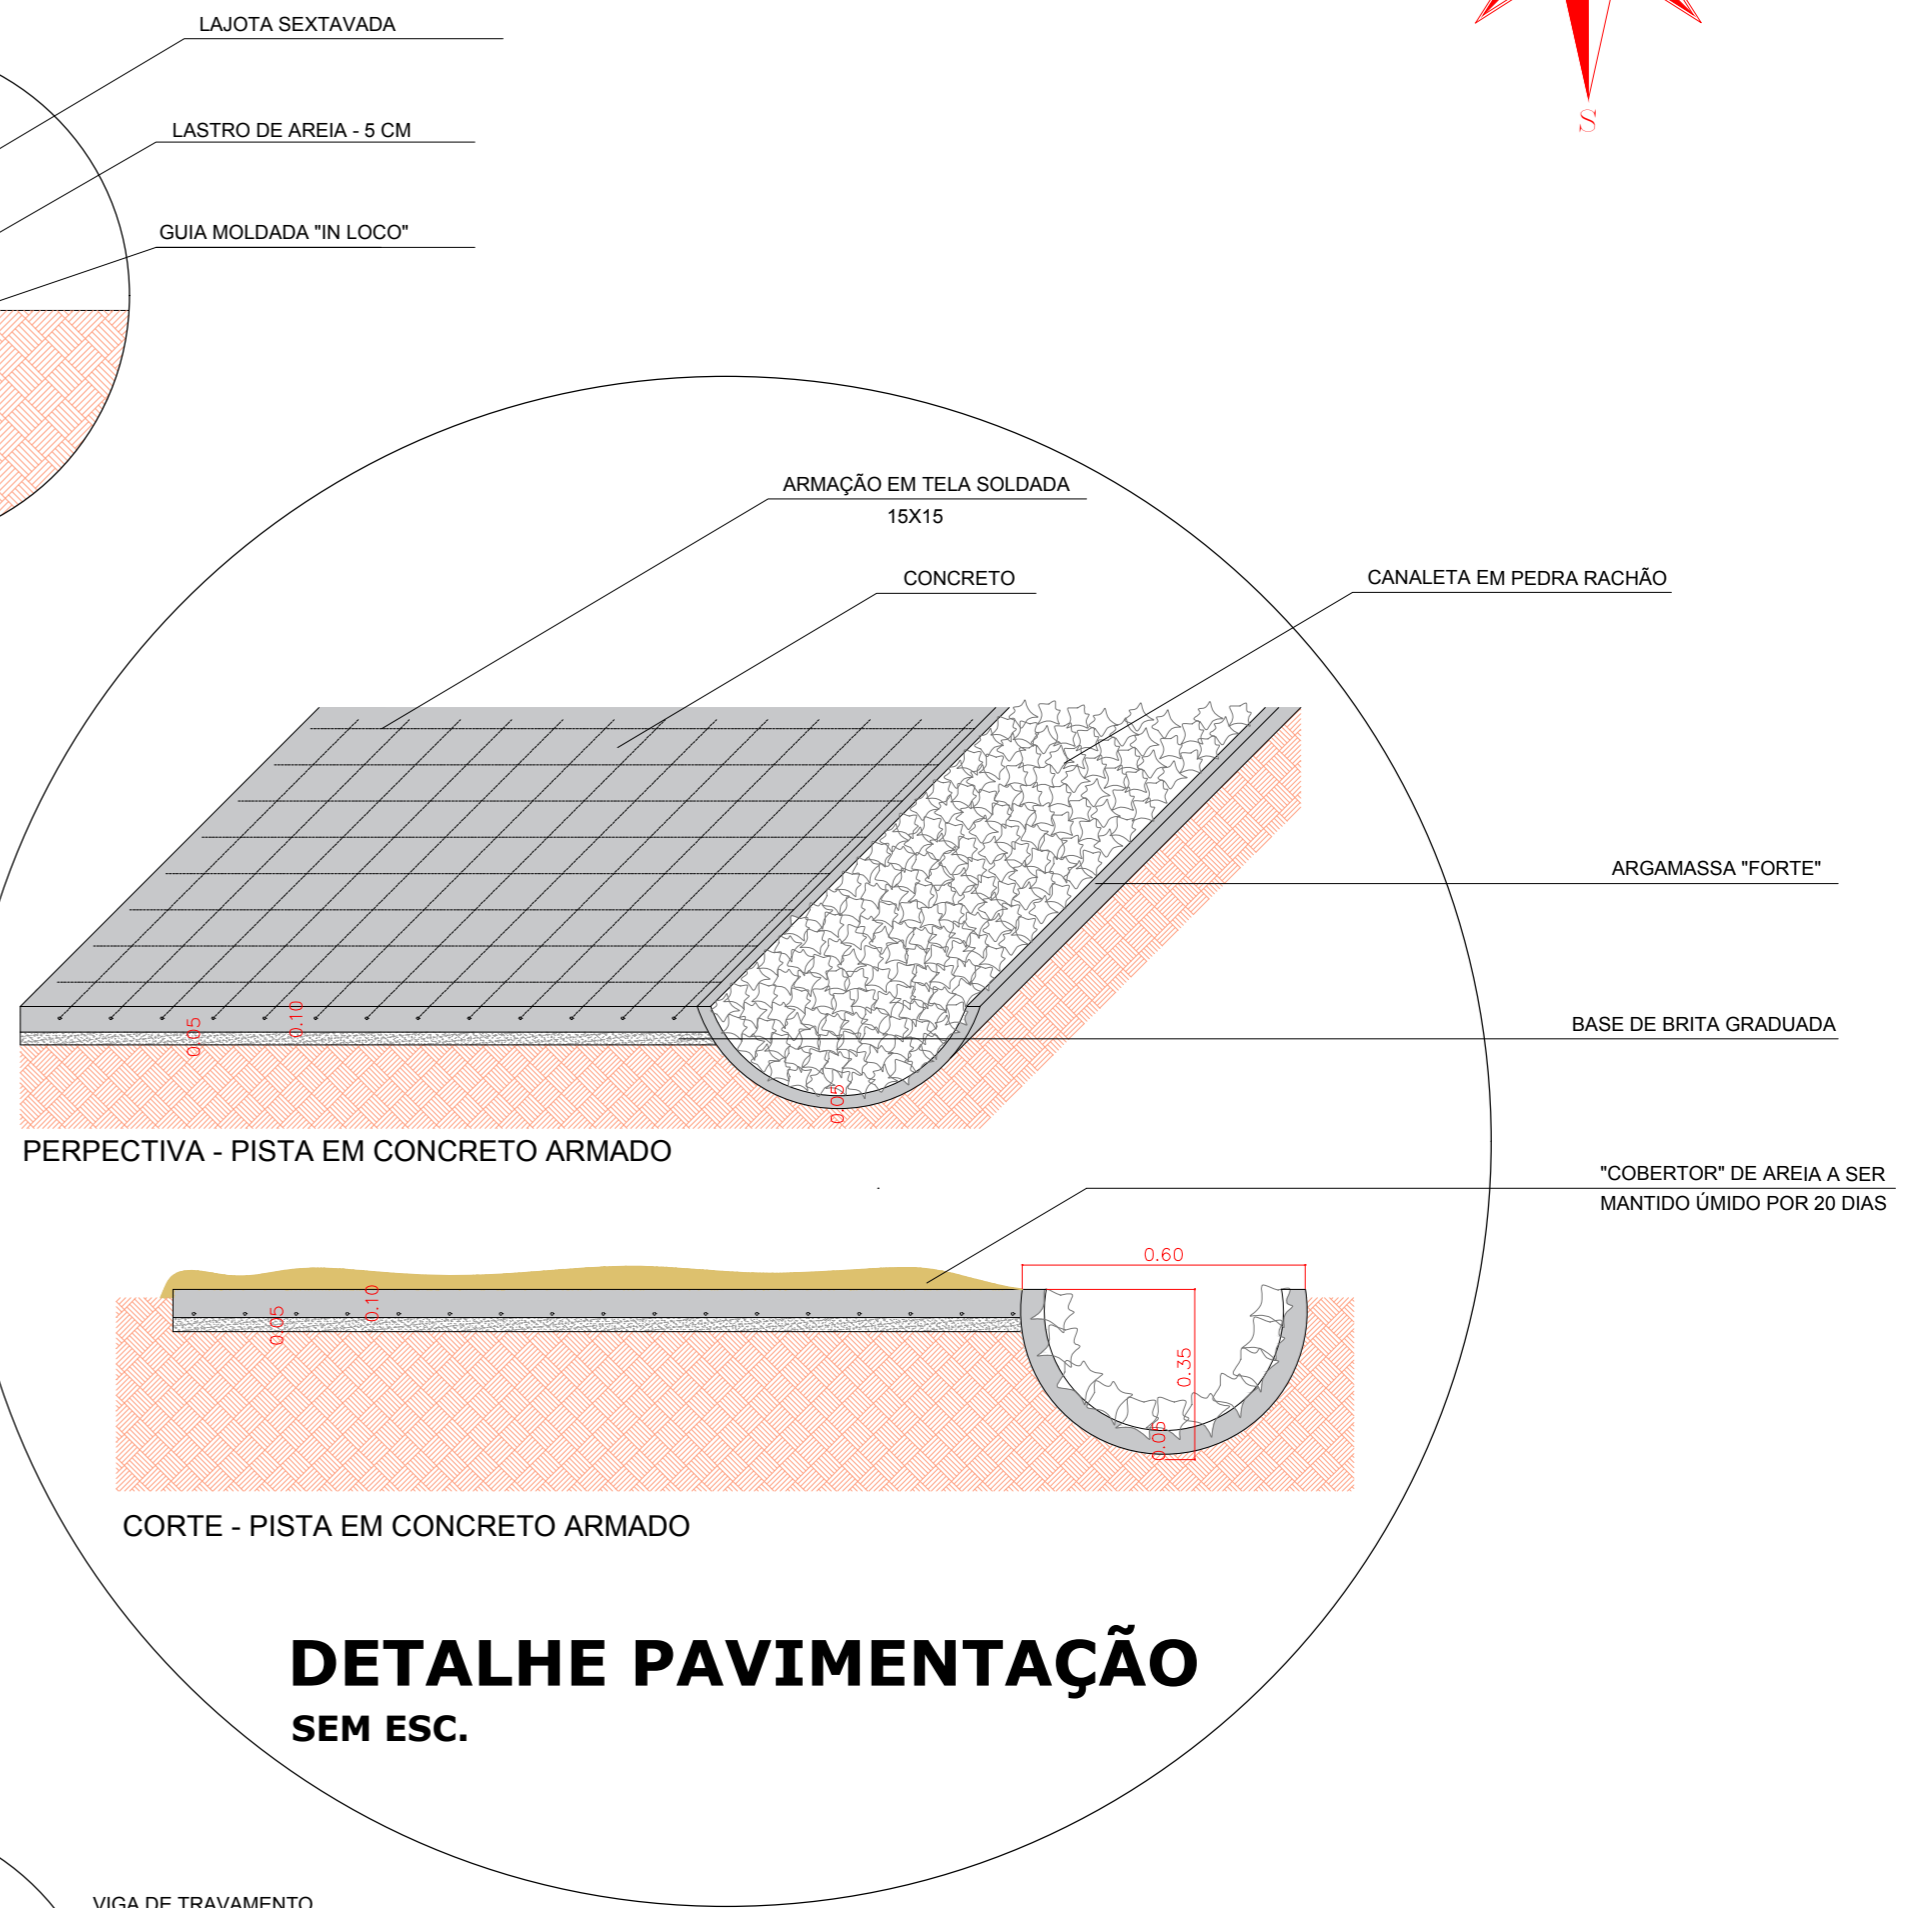 LAJOTA SEXTAVADA
S
LASTRO DE AREIA - 5 CM
GUIA MOLDADA "IN LOCO"
ARMAÇÃO EM TELA SOLDADA
15X15
CONCRETO
CANALETA EM PEDRA RACHÃO
ARGAMASSA "FORTE"
0.05
0.10
BASE DE BRITA GRADUADA
0.05
PERPECTIVA - PISTA EM CONCRETO ARMADO
"COBERTOR" DE AREIA A SER
MANTIDO ÚMIDO POR 20 DIAS
0.60
0.05
0.10
0.35
0.05
CORTE - PISTA EM CONCRETO ARMADO
DETALHE PAVIMENTAÇÃO
SEM ESC.
VIGA DE TRAVAMENTO